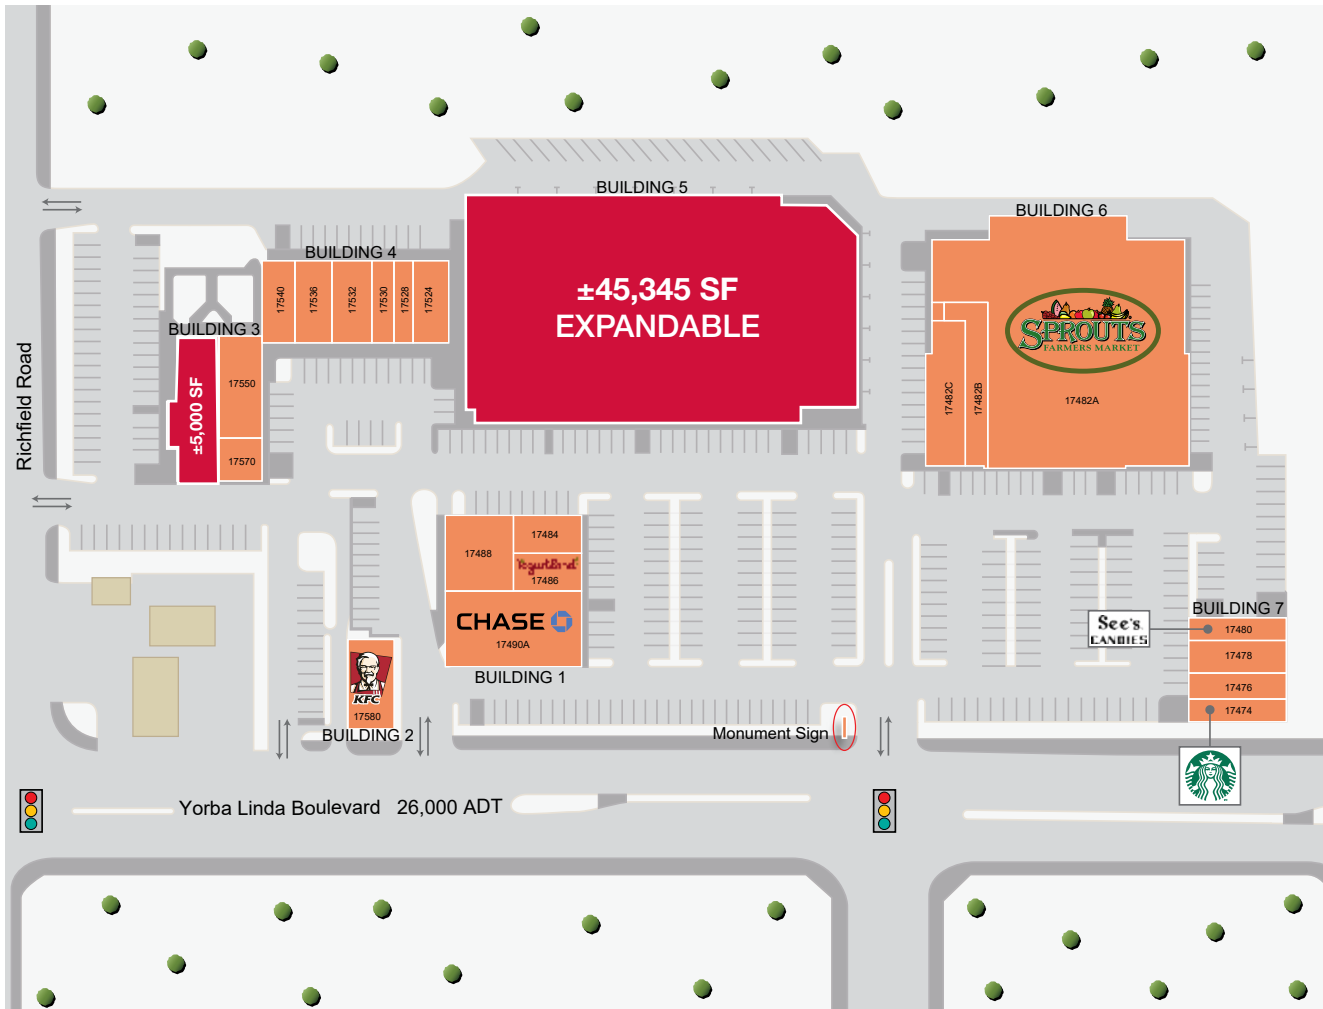 BUILDING 5
BUILDING 6
BUILDING 4
17540
17536
17532
17530
17528
17524
±45,345 SF
EXPANDABLE
SPROUTS
FARMERS MARKET
17482C
17482B
17482A
BUILDING 3
±5,000 SF
17550
17570
Richfield Road
17488
17484
Yogurtland
17486
CHASE
17490A
BUILDING 1
KFC
17580
BUILDING 2
Monument Sign
See's
CANDIES
BUILDING 7
17480
17478
17476
17474
Yorba Linda Boulevard 26,000 ADT